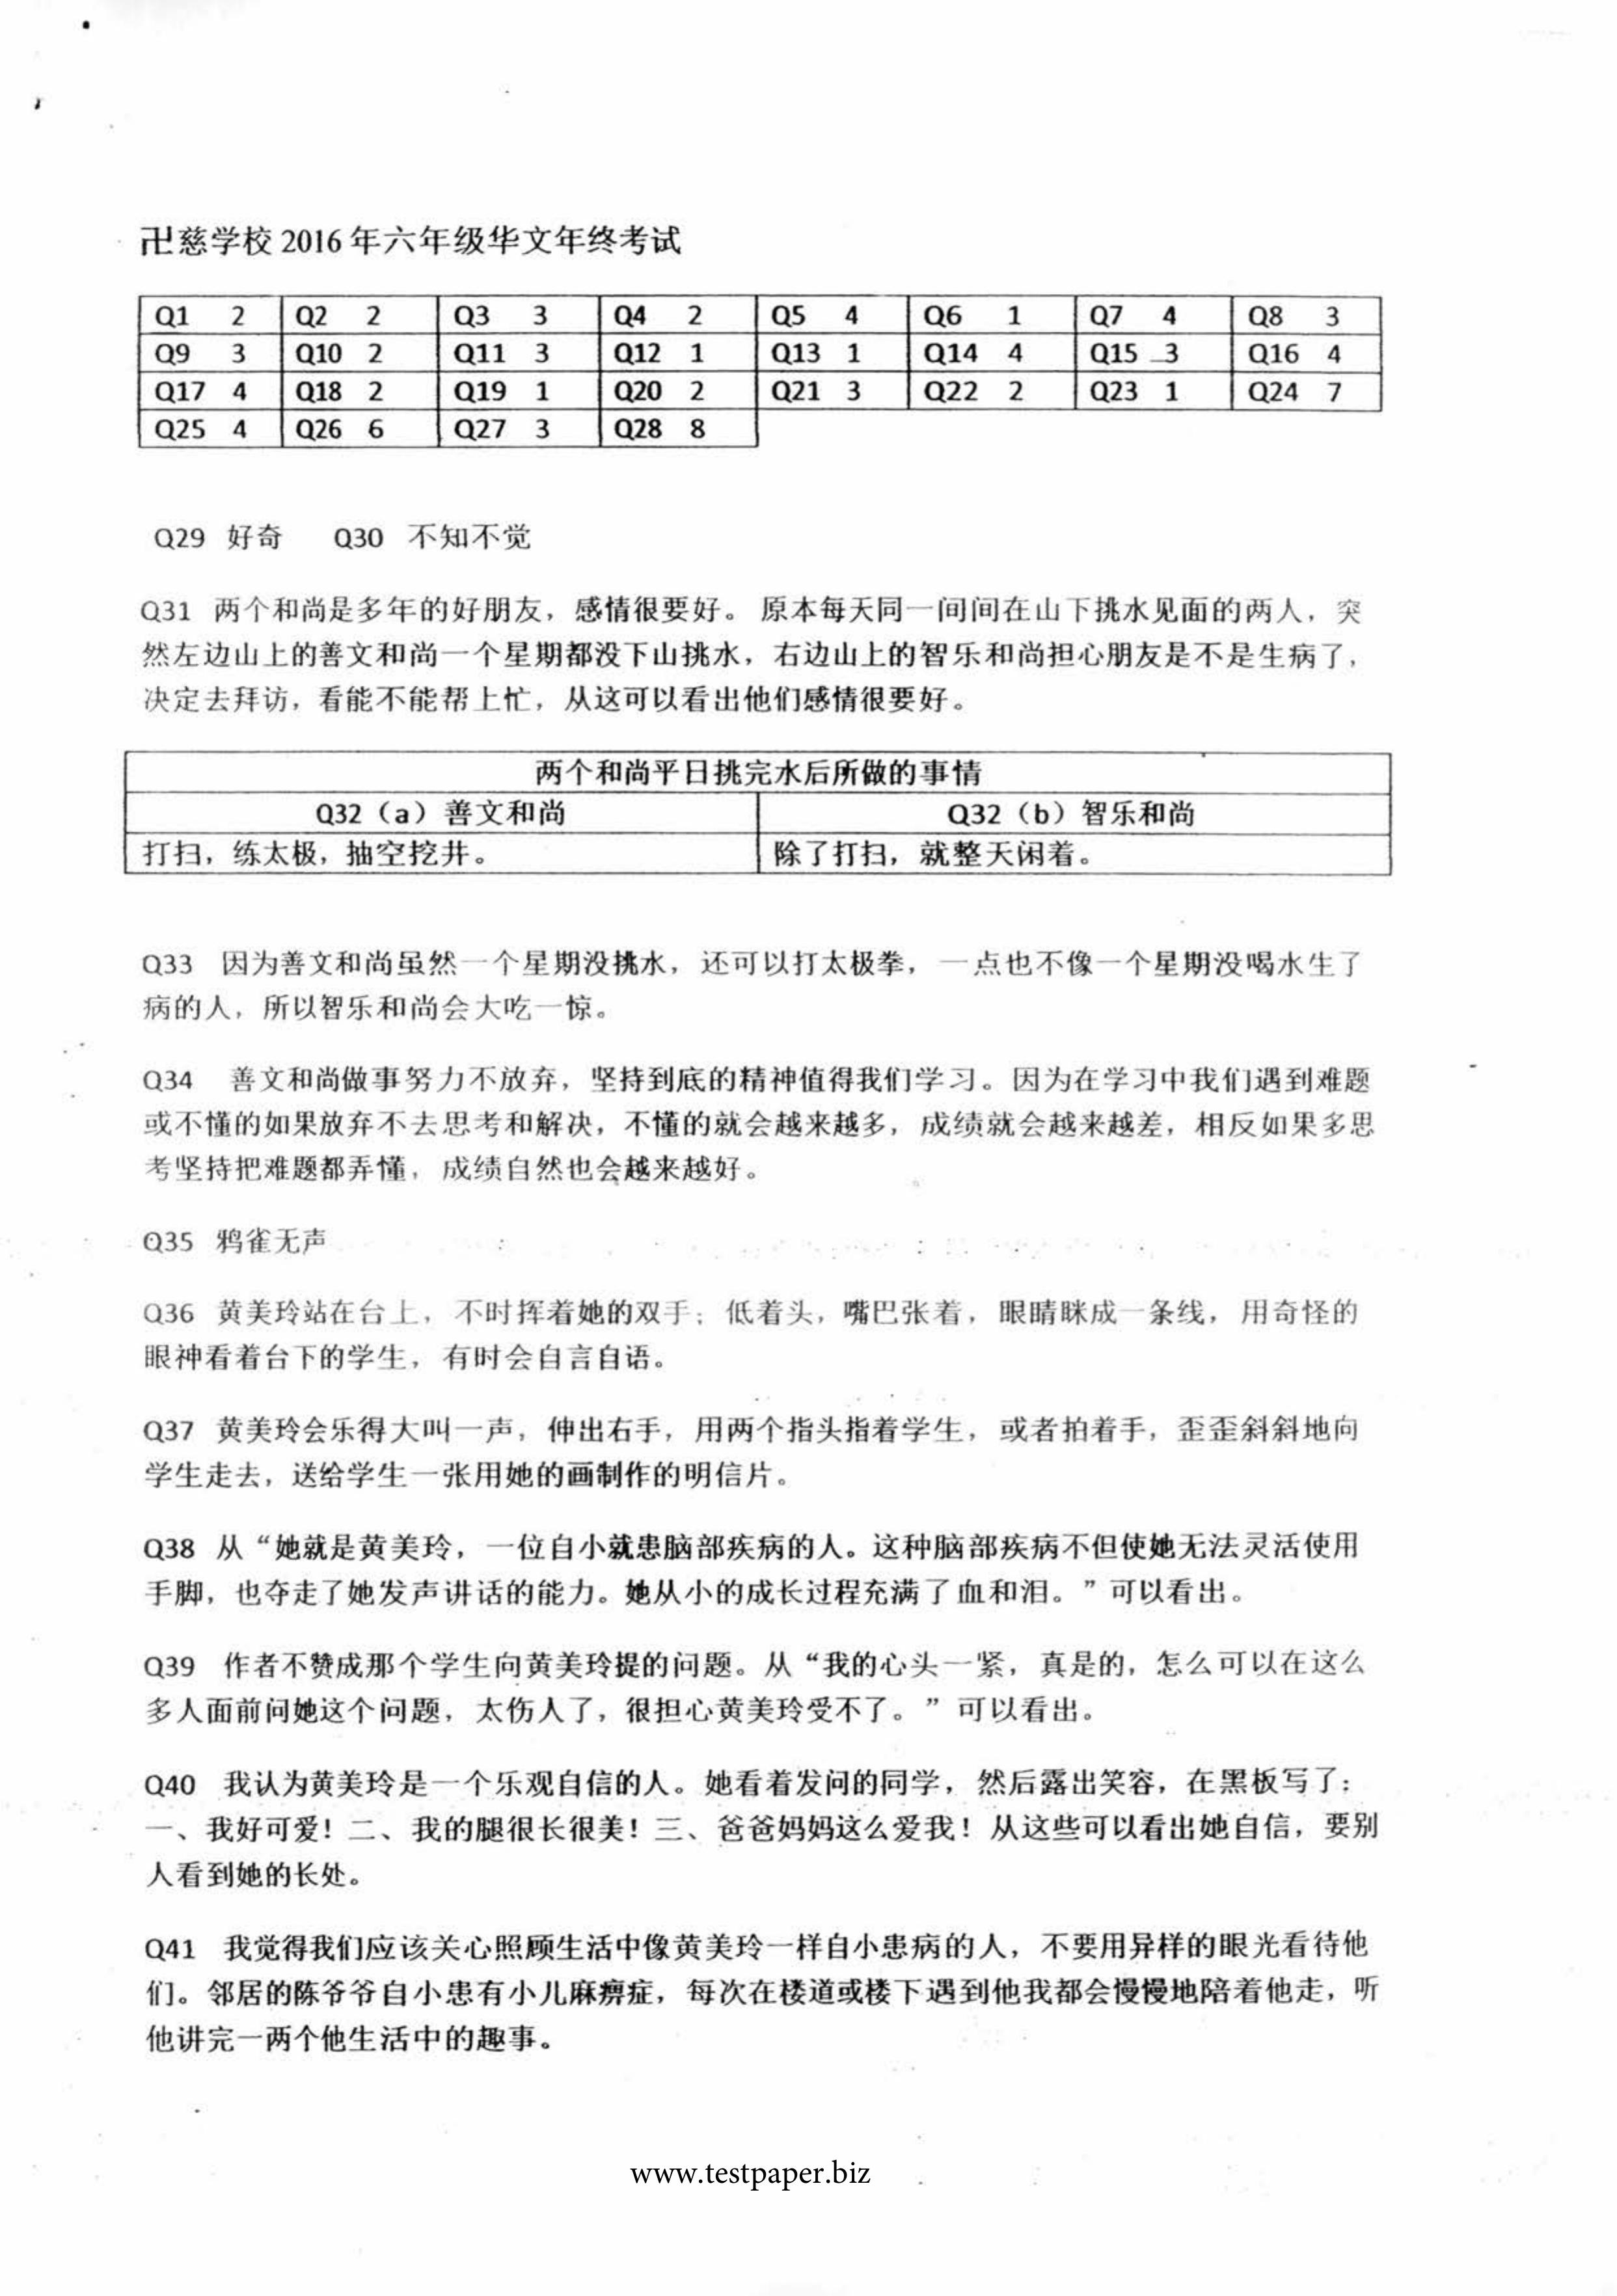 卍慈学校 2016 年六年级华文年终考试
Q1 2 Q2 2 Q3 3 Q4 2 Q5 4 Q6 1 Q7 4 Q8 3
Q9 3 Q10 2 Q11 3 Q12 1 Q13 1 Q14 4 Q15 3 Q16 4
Q17 4 Q18 2 Q19 1 Q20 2 Q21 3 Q22 2 Q23 1 Q24 7
Q25 4 Q26 6 Q27 3 Q28 8
Q29 好奇 Q30 不知不觉
Q31 两个和尚是多年的好朋友，感情很要好。原本每天同一间间在山下挑水见面的两人，突
然左边山上的善文和尚一个星期都没下山挑水，右边山上的智乐和尚担心朋友是不是生病了，
决定去拜访，看能不能帮上忙，从这可以看出他们感情很要好。
两个和尚平日挑完水后所做的事情
Q32（a）善文和尚 Q32（b）智乐和尚
打扫，练太极，抽空挖井。 除了打扫，就整天闲着。
Q33 因为善文和尚虽然一个星期没挑水，还可以打太极拳，一点也不像一个星期没喝水生了
病的人，所以智乐和尚会大吃一惊。
Q34 善文和尚做事努力不放弃，坚持到底的精神值得我们学习。因为在学习中我们遇到难题
或不懂的如果放弃不去思考和解决，不懂的就会越来越多，成绩就会越来越差，相反如果多思
考坚持把难题都弄懂，成绩自然也会越来越好。
Q35 鸦雀无声
Q36 黄美玲站在台上，不时挥着她的双手；低着头，嘴巴张着，眼睛眯成一条线，用奇怪的
眼神看着台下的学生，有时会自言自语。
Q37 黄美玲会乐得大叫一声，伸出右手，用两个指头指着学生，或者拍着手，歪歪斜斜地向
学生走去，送给学生一张用她的画制作的明信片。
Q38 从“她就是黄美玲，一位自小就患脑部疾病的人。这种脑部疾病不但使她无法灵活使用
手脚，也夺走了她发声讲话的能力。她从小的成长过程充满了血和泪。”可以看出。
Q39 作者不赞成那个学生向黄美玲提的问题。从“我的心头一紧，真是的，怎么可以在这么
多人面前问她这个问题，太伤人了，很担心黄美玲受不了。”可以看出。
Q40 我认为黄美玲是一个乐观自信的人。她看着发问的同学，然后露出笑容，在黑板写了：
一、我好可爱！二、我的腿很长很美！三、爸爸妈妈这么爱我！从这些可以看出她自信，要别
人看到她的长处。
Q41 我觉得我们应该关心照顾生活中像黄美玲一样自小患病的人，不要用异样的眼光看待他
们。邻居的陈爷爷自小患有小儿麻痹症，每次在楼道或楼下遇到他我都会慢慢地陪着他走，听
他讲完一两个他生活中的趣事。
www.testpaper.biz